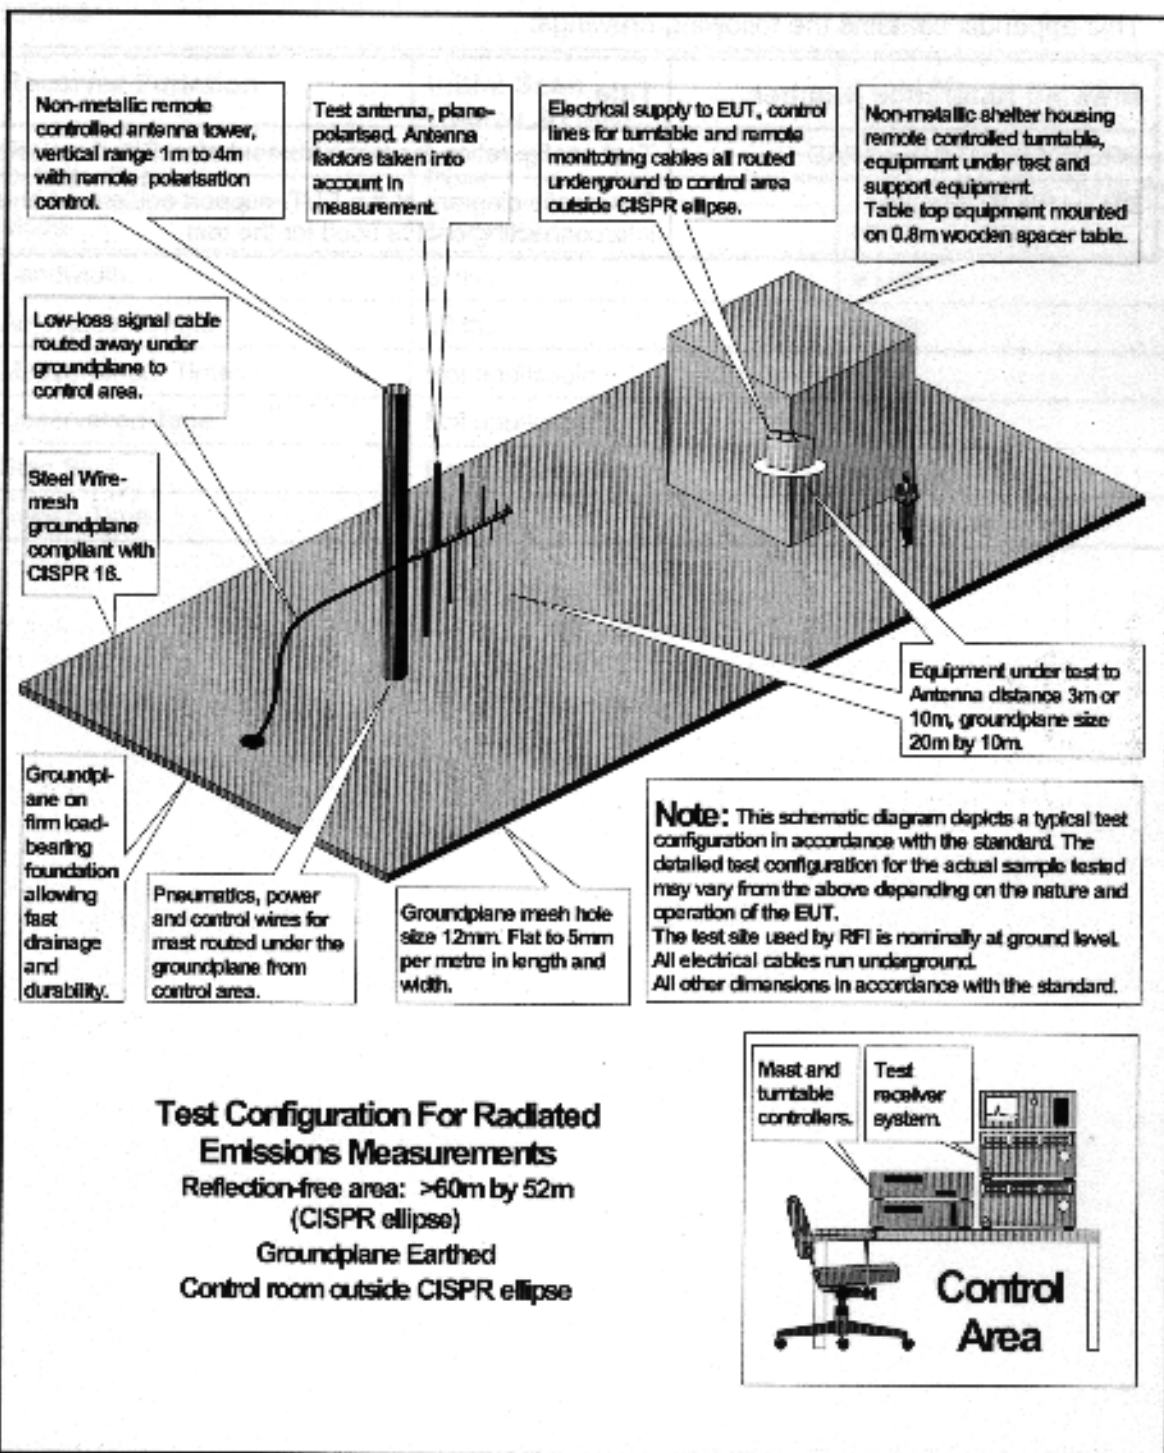 Non-metallic remote
controlled antenna tower,
vertical range 1m to 4m
with remote polarisation
control.
Test antenna, plane-
polarised. Antenna
factors taken into
account in
measurement.
Electrical supply to EUT, control
lines for turntable and remote
monitotring cables all routed
underground to control area
outside CISPR ellipse.
Non-metallic shelter housing
remote controlled turntable,
equipment under test and
support equipment.
Table top equipment mounted
on 0.8m wooden spacer table.
Low-loss signal cable
routed away under
groundplane to
control area.
Steel Wire-
mesh
groundplane
compliant with
CISPR 16.
Equipment under test to
Antenna distance 3m or
10m, groundplane size
20m by 10m.
Groundpl-
ane on
firm load-
bearing
foundation
allowing
fast
drainage
and
durability.
Pneumatics, power
and control wires for
mast routed under the
groundplane from
control area.
Groundplane mesh hole
size 12mm. Flat to 5mm
per metre in length and
width.
Note: This schematic diagram depicts a typical test
configuration in accordance with the standard. The
detailed test configuration for the actual sample tested
may vary from the above depending on the nature and
operation of the EUT.
The test site used by RFI is nominally at ground level.
All electrical cables run underground.
All other dimensions in accordance with the standard.
Test Configuration For Radiated
Emissions Measurements
Reflection-free area: >60m by 52m
(CISPR ellipse)
Groundplane Earthed
Control room outside CISPR ellipse
Mast and
turntable
controllers.
Test
receiver
system.
Control
Area